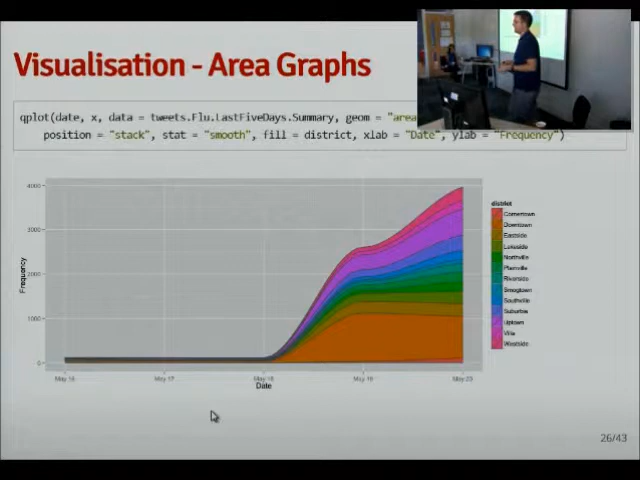 Visualisation - Area Graphs
qplot(date, x, data = tweets.Flu.LastFiveDays.Summary, geom = "area
position = "stack", stat = "smooth", fill = district, xlab = "Date", ylab = "Frequency")
4000
3000
2000
1000
0
Frequency
May 16
May 17
May 18
May 19
May 20
Date
district
Cornertown
Downtown
Eastside
Lakeside
Northville
Plainville
Riverside
Smogtown
Southville
Suburbia
Uptown
Villa
Westside
26/43